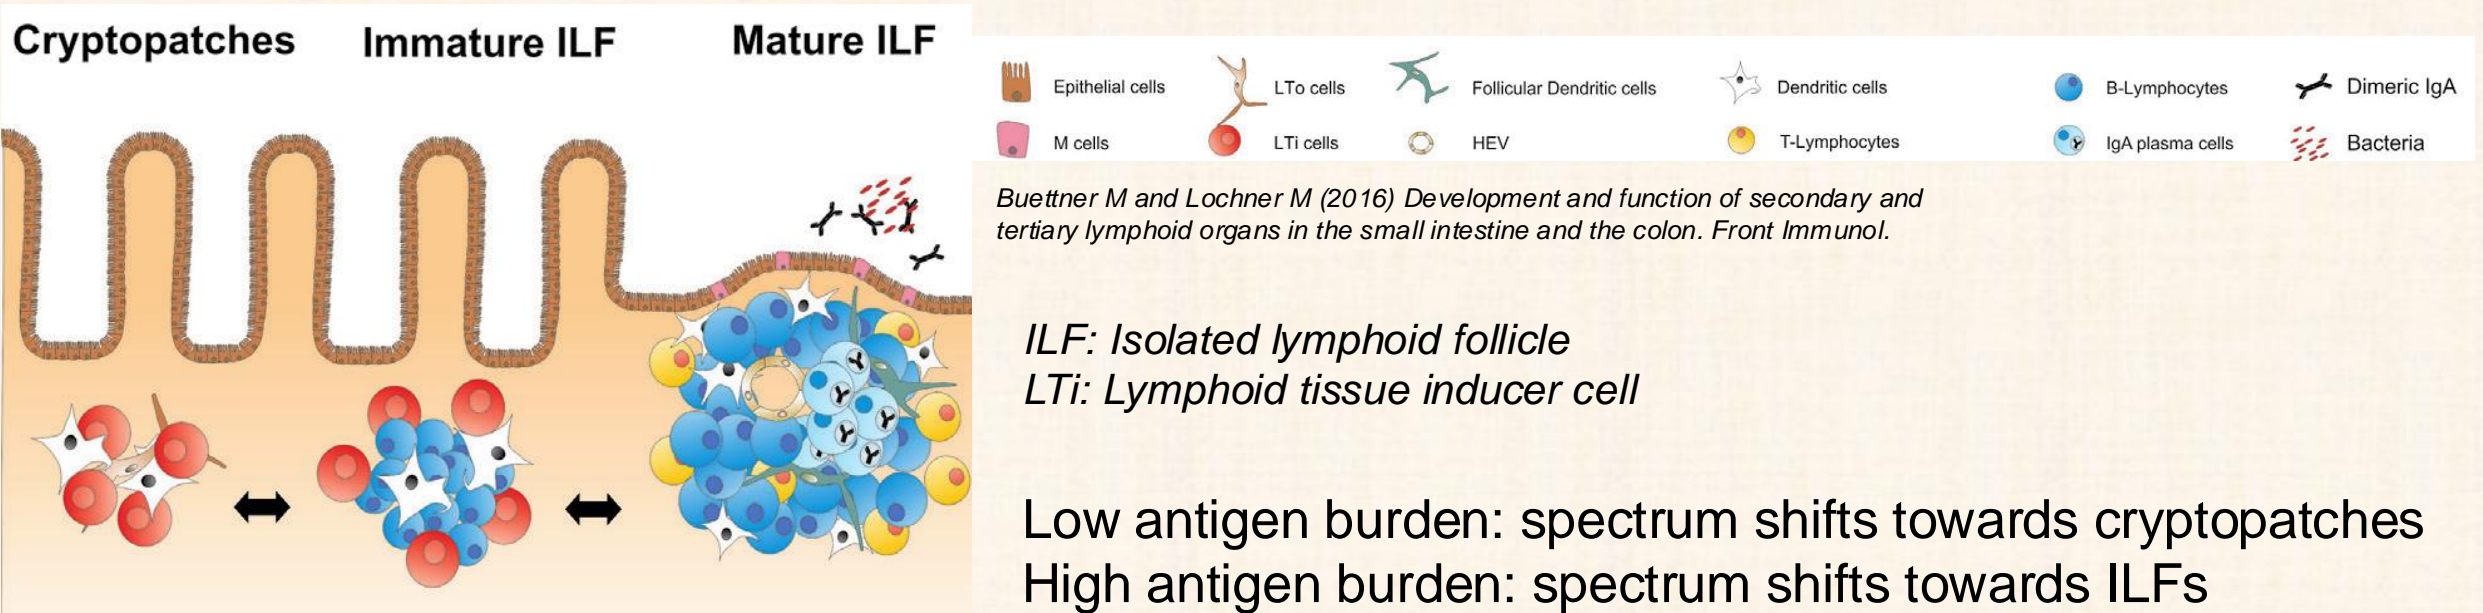 Cryptopatches
Immature ILF
Mature ILF
Epithelial cells
LTo cells
Follicular Dendritic cells
Dendritic cells
B-Lymphocytes
Dimeric IgA
M cells
LTi cells
HEV
T-Lymphocytes
IgA plasma cells
Bacteria
Buettner M and Lochner M (2016) Development and function of secondary and
tertiary lymphoid organs in the small intestine and the colon. Front Immunol.
ILF: Isolated lymphoid follicle
LTi: Lymphoid tissue inducer cell
Low antigen burden: spectrum shifts towards cryptopatches
High antigen burden: spectrum shifts towards ILFs